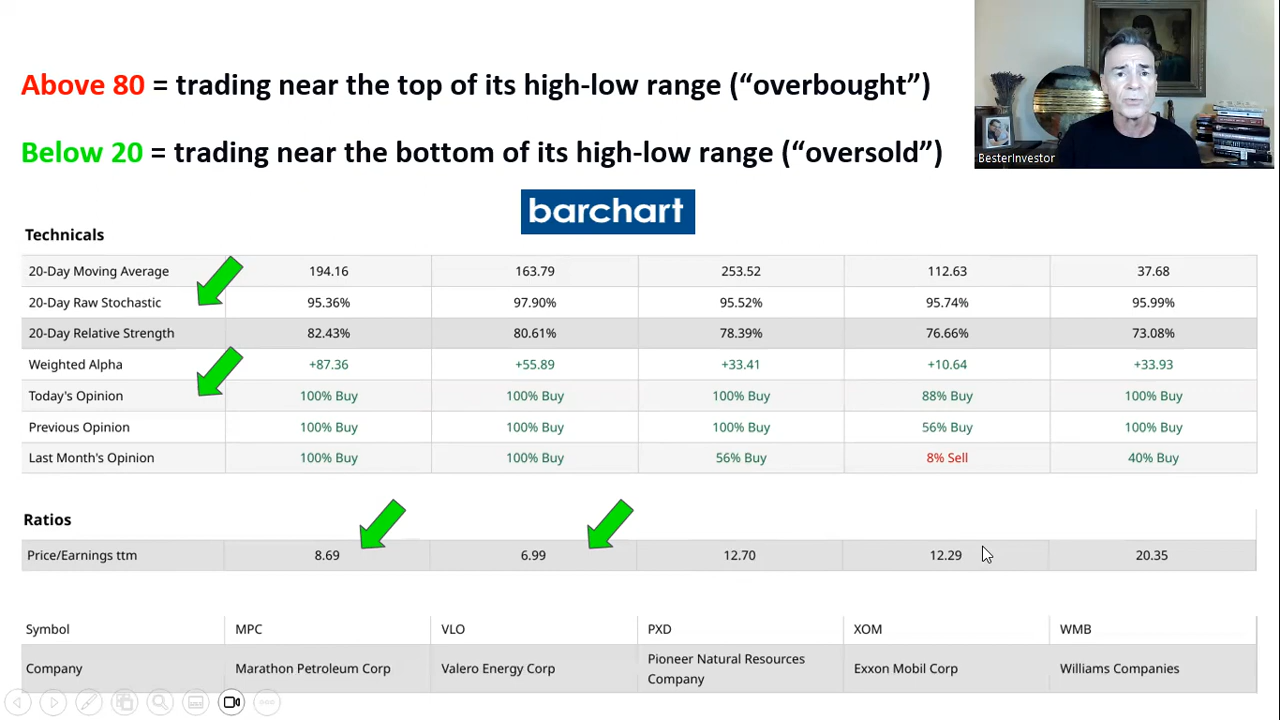 Above 80 = trading near the top of its high-low range (“overbought”)
Below 20 = trading near the bottom of its high-low range (“oversold”)
BesterInvestor
barchart
Technicals
20-Day Moving Average 194.16 163.79 253.52 112.63 37.68
20-Day Raw Stochastic 95.36% 97.90% 95.52% 95.74% 95.99%
20-Day Relative Strength 82.43% 80.61% 78.39% 76.66% 73.08%
Weighted Alpha +87.36 +55.89 +33.41 +10.64 +33.93
Today's Opinion 100% Buy 100% Buy 100% Buy 88% Buy 100% Buy
Previous Opinion 100% Buy 100% Buy 100% Buy 56% Buy 100% Buy
Last Month's Opinion 100% Buy 100% Buy 56% Buy 8% Sell 40% Buy
Ratios
Price/Earnings ttm 8.69 6.99 12.70 12.29 20.35
Symbol MPC VLO PXD XOM WMB
Company Marathon Petroleum Corp Valero Energy Corp Pioneer Natural Resources Company Exxon Mobil Corp Williams Companies